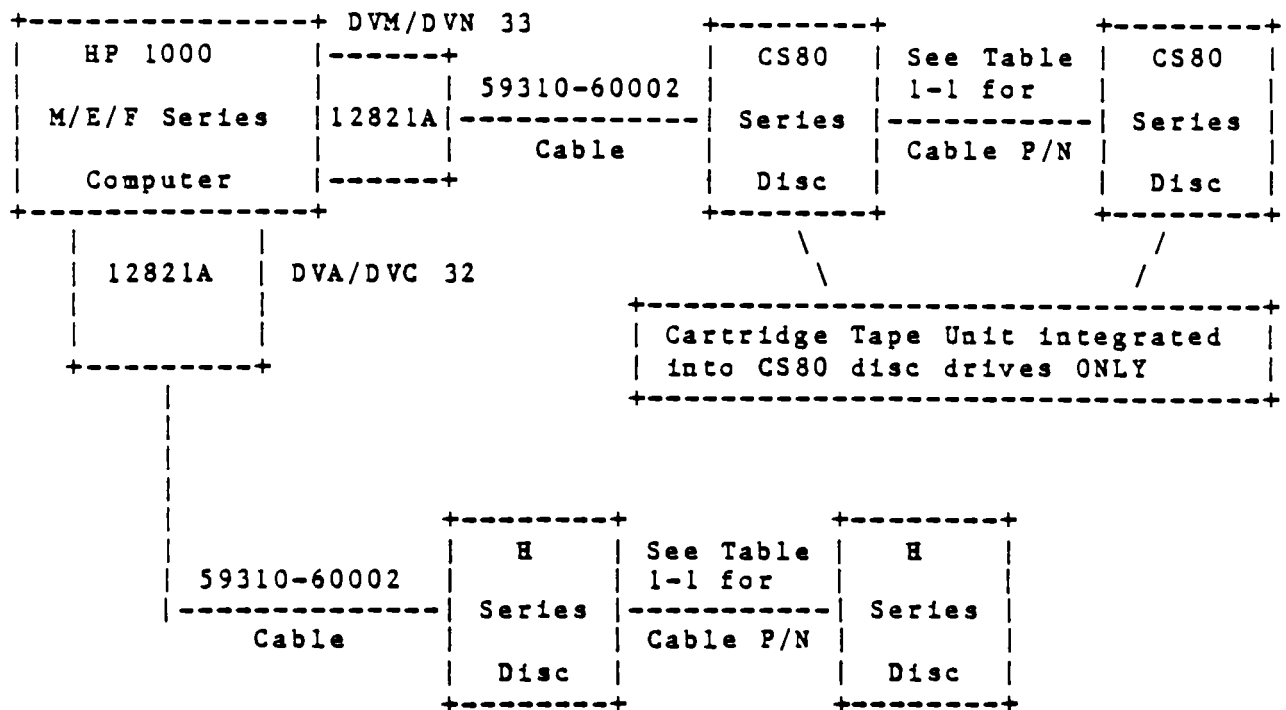 DVM/DVN 33
HP 1000
M/E/F Series
Computer
12821A
59310-60002
Cable
CS80
Series
Disc
See Table
1-1 for
Cable P/N
CS80
Series
Disc
12821A
DVA/DVC 32
Cartridge Tape Unit integrated
into CS80 disc drives ONLY
59310-60002
Cable
H
Series
Disc
See Table
1-1 for
Cable P/N
H
Series
Disc